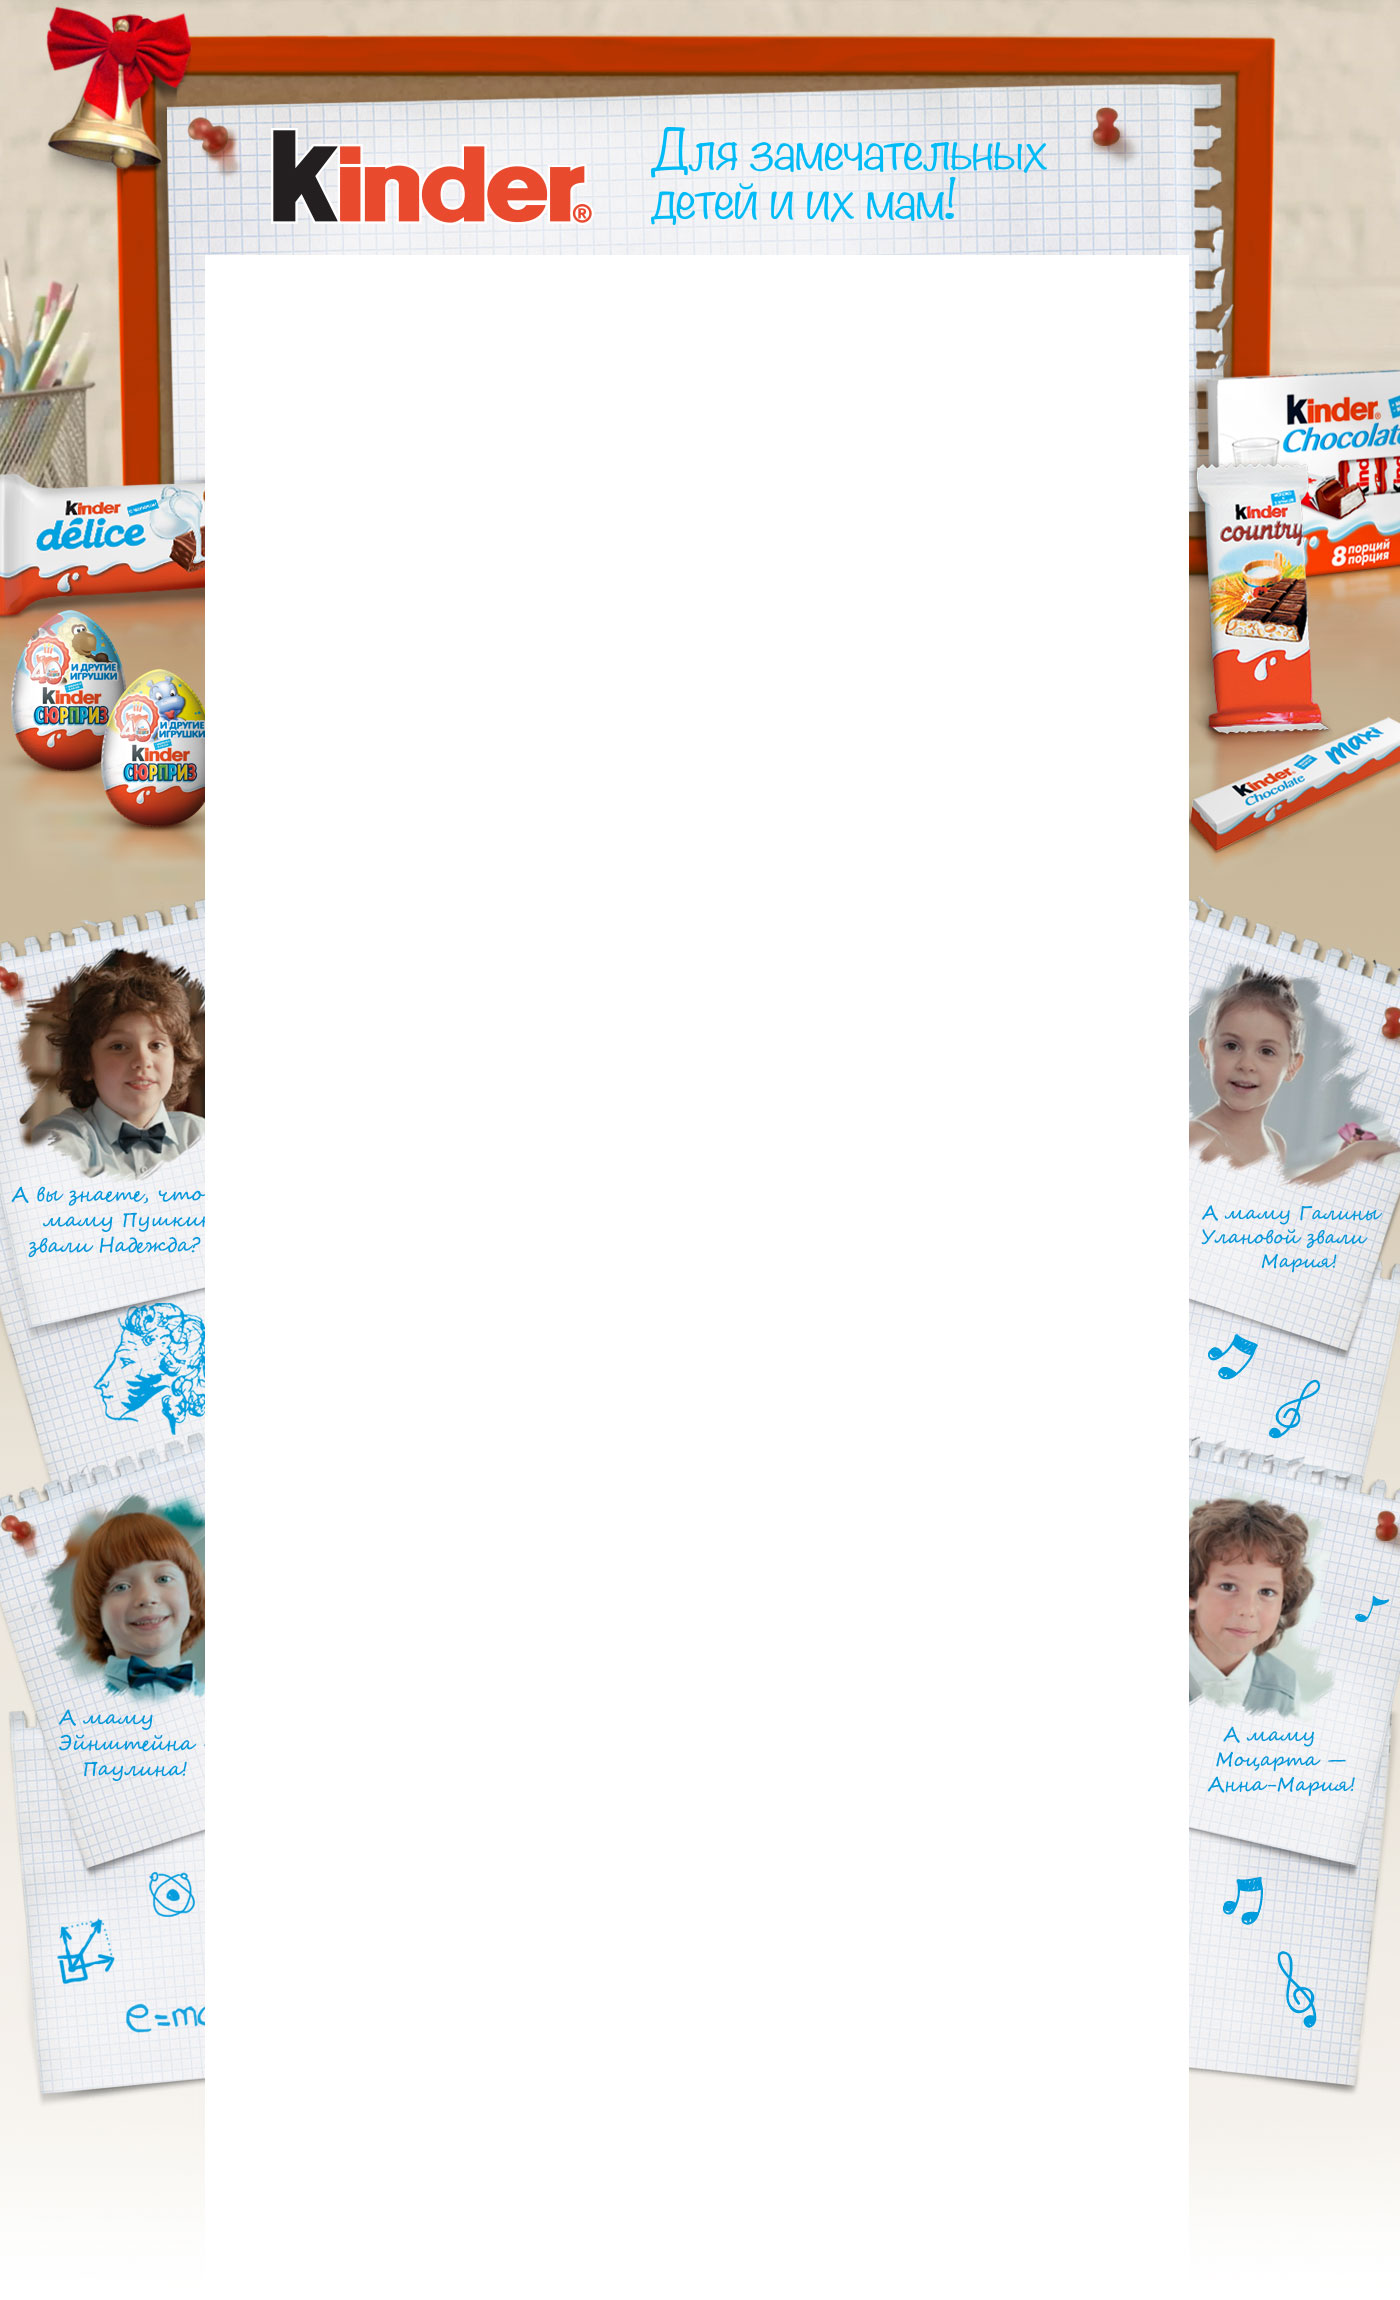 Kinder®
Для замечательных
детей и их мам!
Kinder
délice
И ДРУГИЕ
ИГРУШКИ
Kinder
СЮРПРИЗ
И ДРУГИЕ
ИГРУШКИ
Kinder
СЮРПРИЗ
Kinder
8 порций
порция
Kinder
country
Kinder
Chocolate
maxi
А вы знаете, что
маму
звали Надежда?
А маму Галины
Улановой звали
Мария!
А маму
Эйнштейна
Паулина!
А маму
Моцарта —
Анна-Мария!